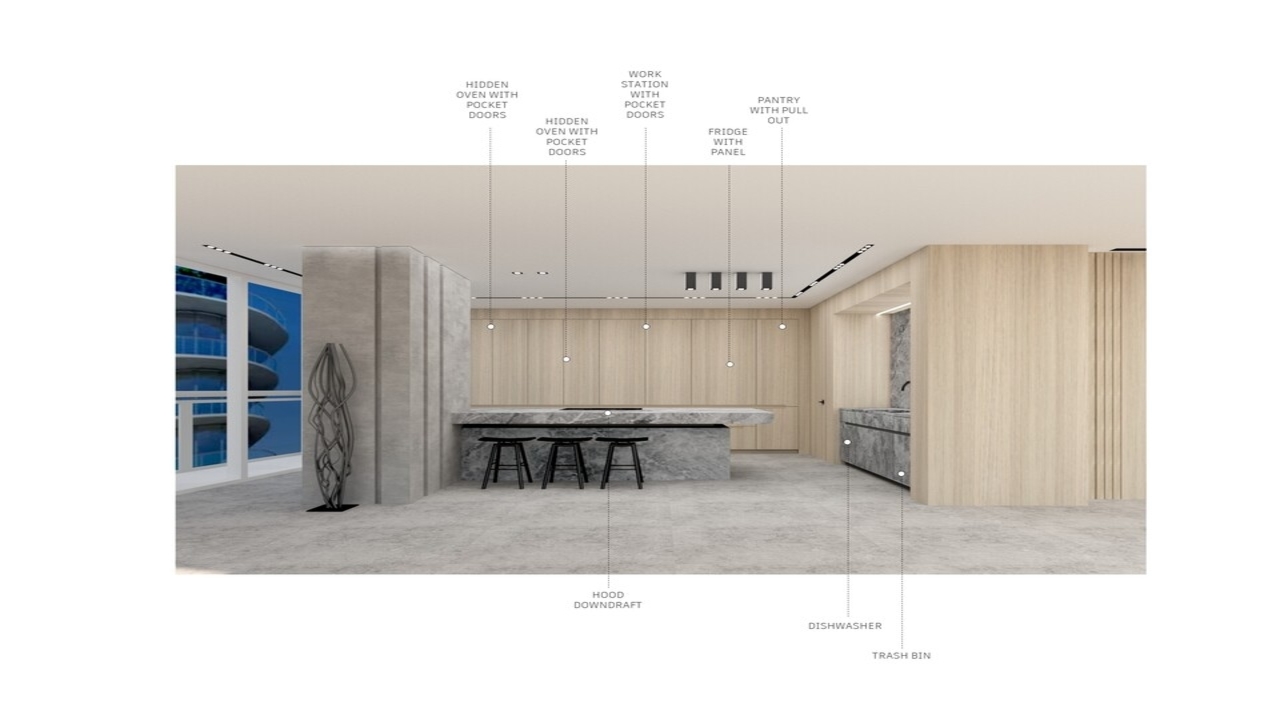 HIDDEN
OVEN WITH
POCKET
DOORS
HIDDEN
OVEN WITH
POCKET
DOORS
WORK
STATION
WITH
POCKET
DOORS
FRIDGE
WITH
PANEL
PANTRY
WITH PULL
OUT
HOOD
DOWNDRAFT
DISHWASHER
TRASH BIN